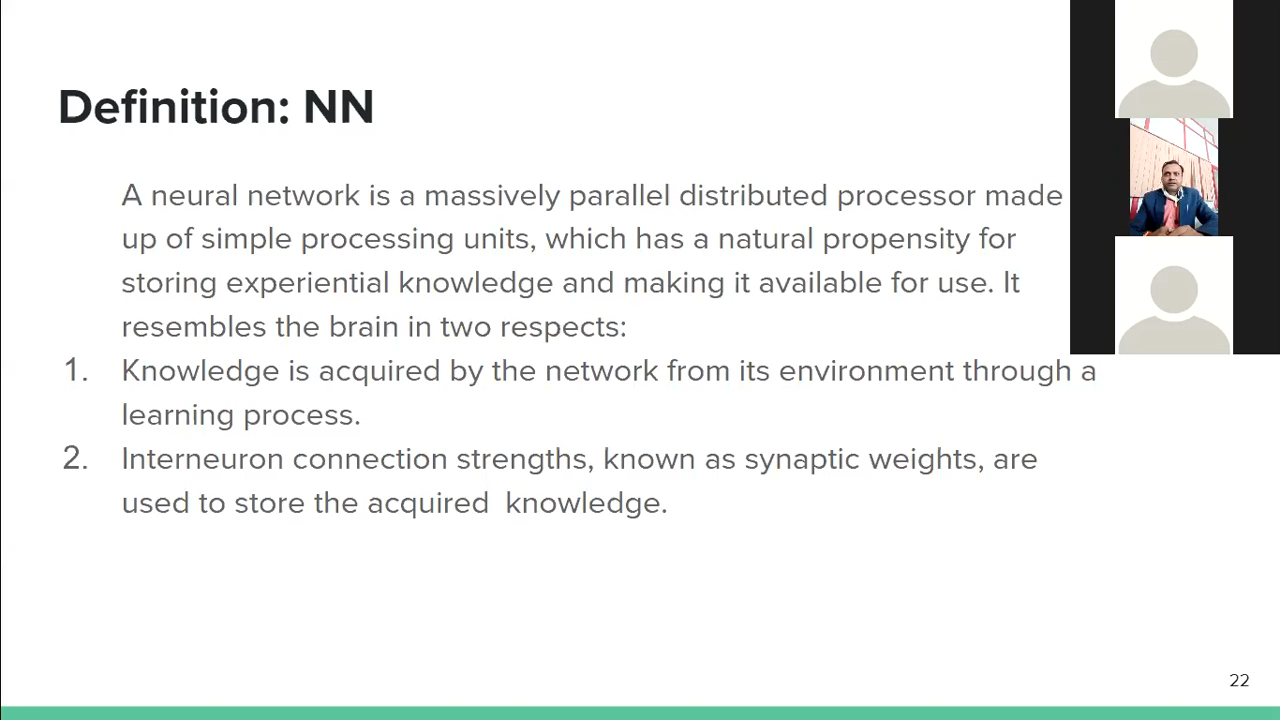 Definition: NN
A neural network is a massively parallel distributed processor made
up of simple processing units, which has a natural propensity for
storing experiential knowledge and making it available for use. It
resembles the brain in two respects:
1. Knowledge is acquired by the network from its environment through a
learning process.
2. Interneuron connection strengths, known as synaptic weights, are
used to store the acquired  knowledge.
22